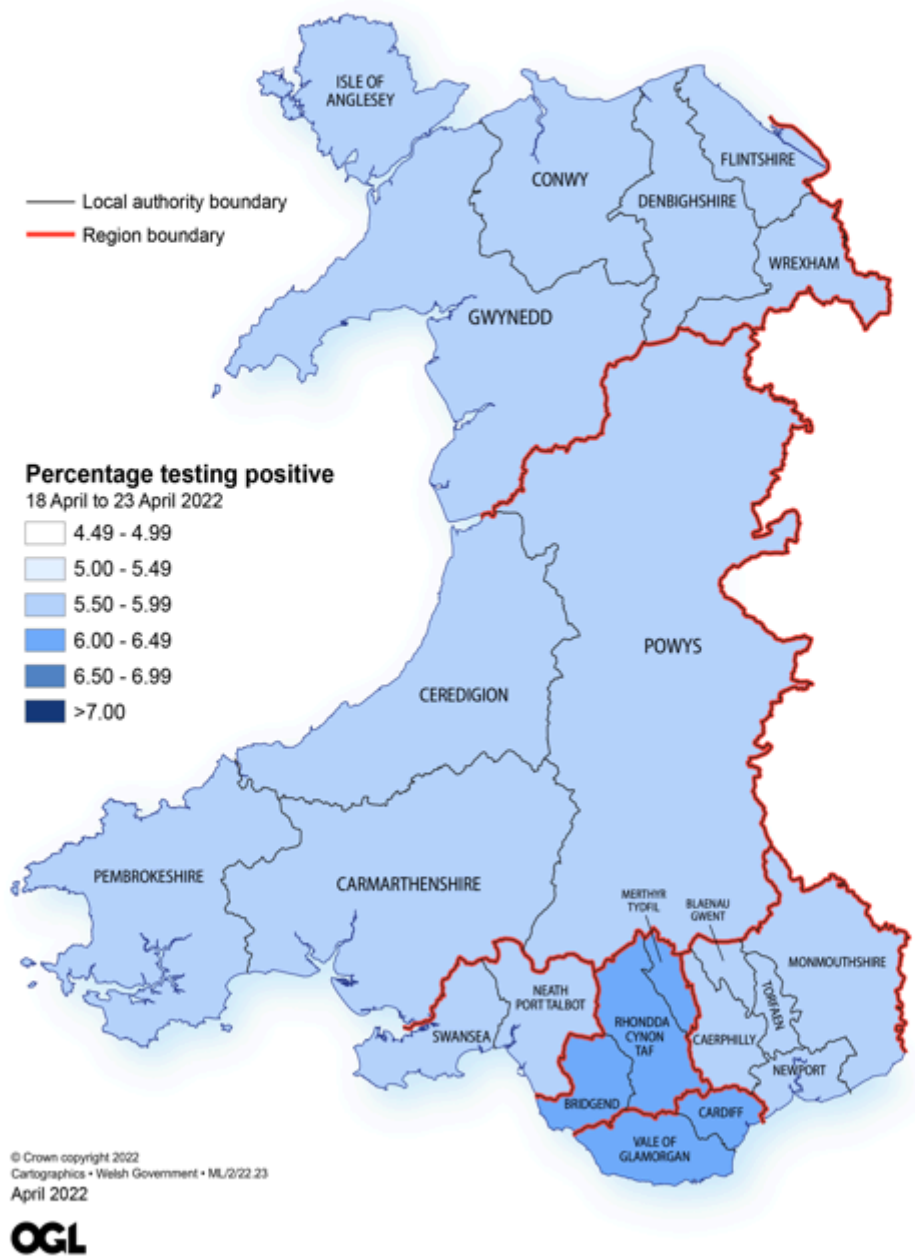 ISLE OF
ANGLESEY
FLINTSHIRE
CONWY
DENBIGHSHIRE
Local authority boundary
Region boundary
WREXHAM
GWYNEDD
Percentage testing positive
18 April to 23 April 2022
4.49 - 4.99
5.00 - 5.49
5.50 - 5.99
6.00 - 6.49
6.50 - 6.99
>7.00
POWYS
CEREDIGION
PEMBROKESHIRE
CARMARTHENSHIRE
MERTHYR
TYDFIL
BLAENAU
GWENT
MONMOUTHSHIRE
NEATH
PORT TALBOT
TORFAEN
SWANSEA
RHONDDA
CYNON
TAF
CAERPHILLY
NEWPORT
BRIDGEND
CARDIFF
VALE OF
GLAMORGAN
© Crown copyright 2022
Cartographics • Welsh Government • ML/2/22.23
April 2022
OGL